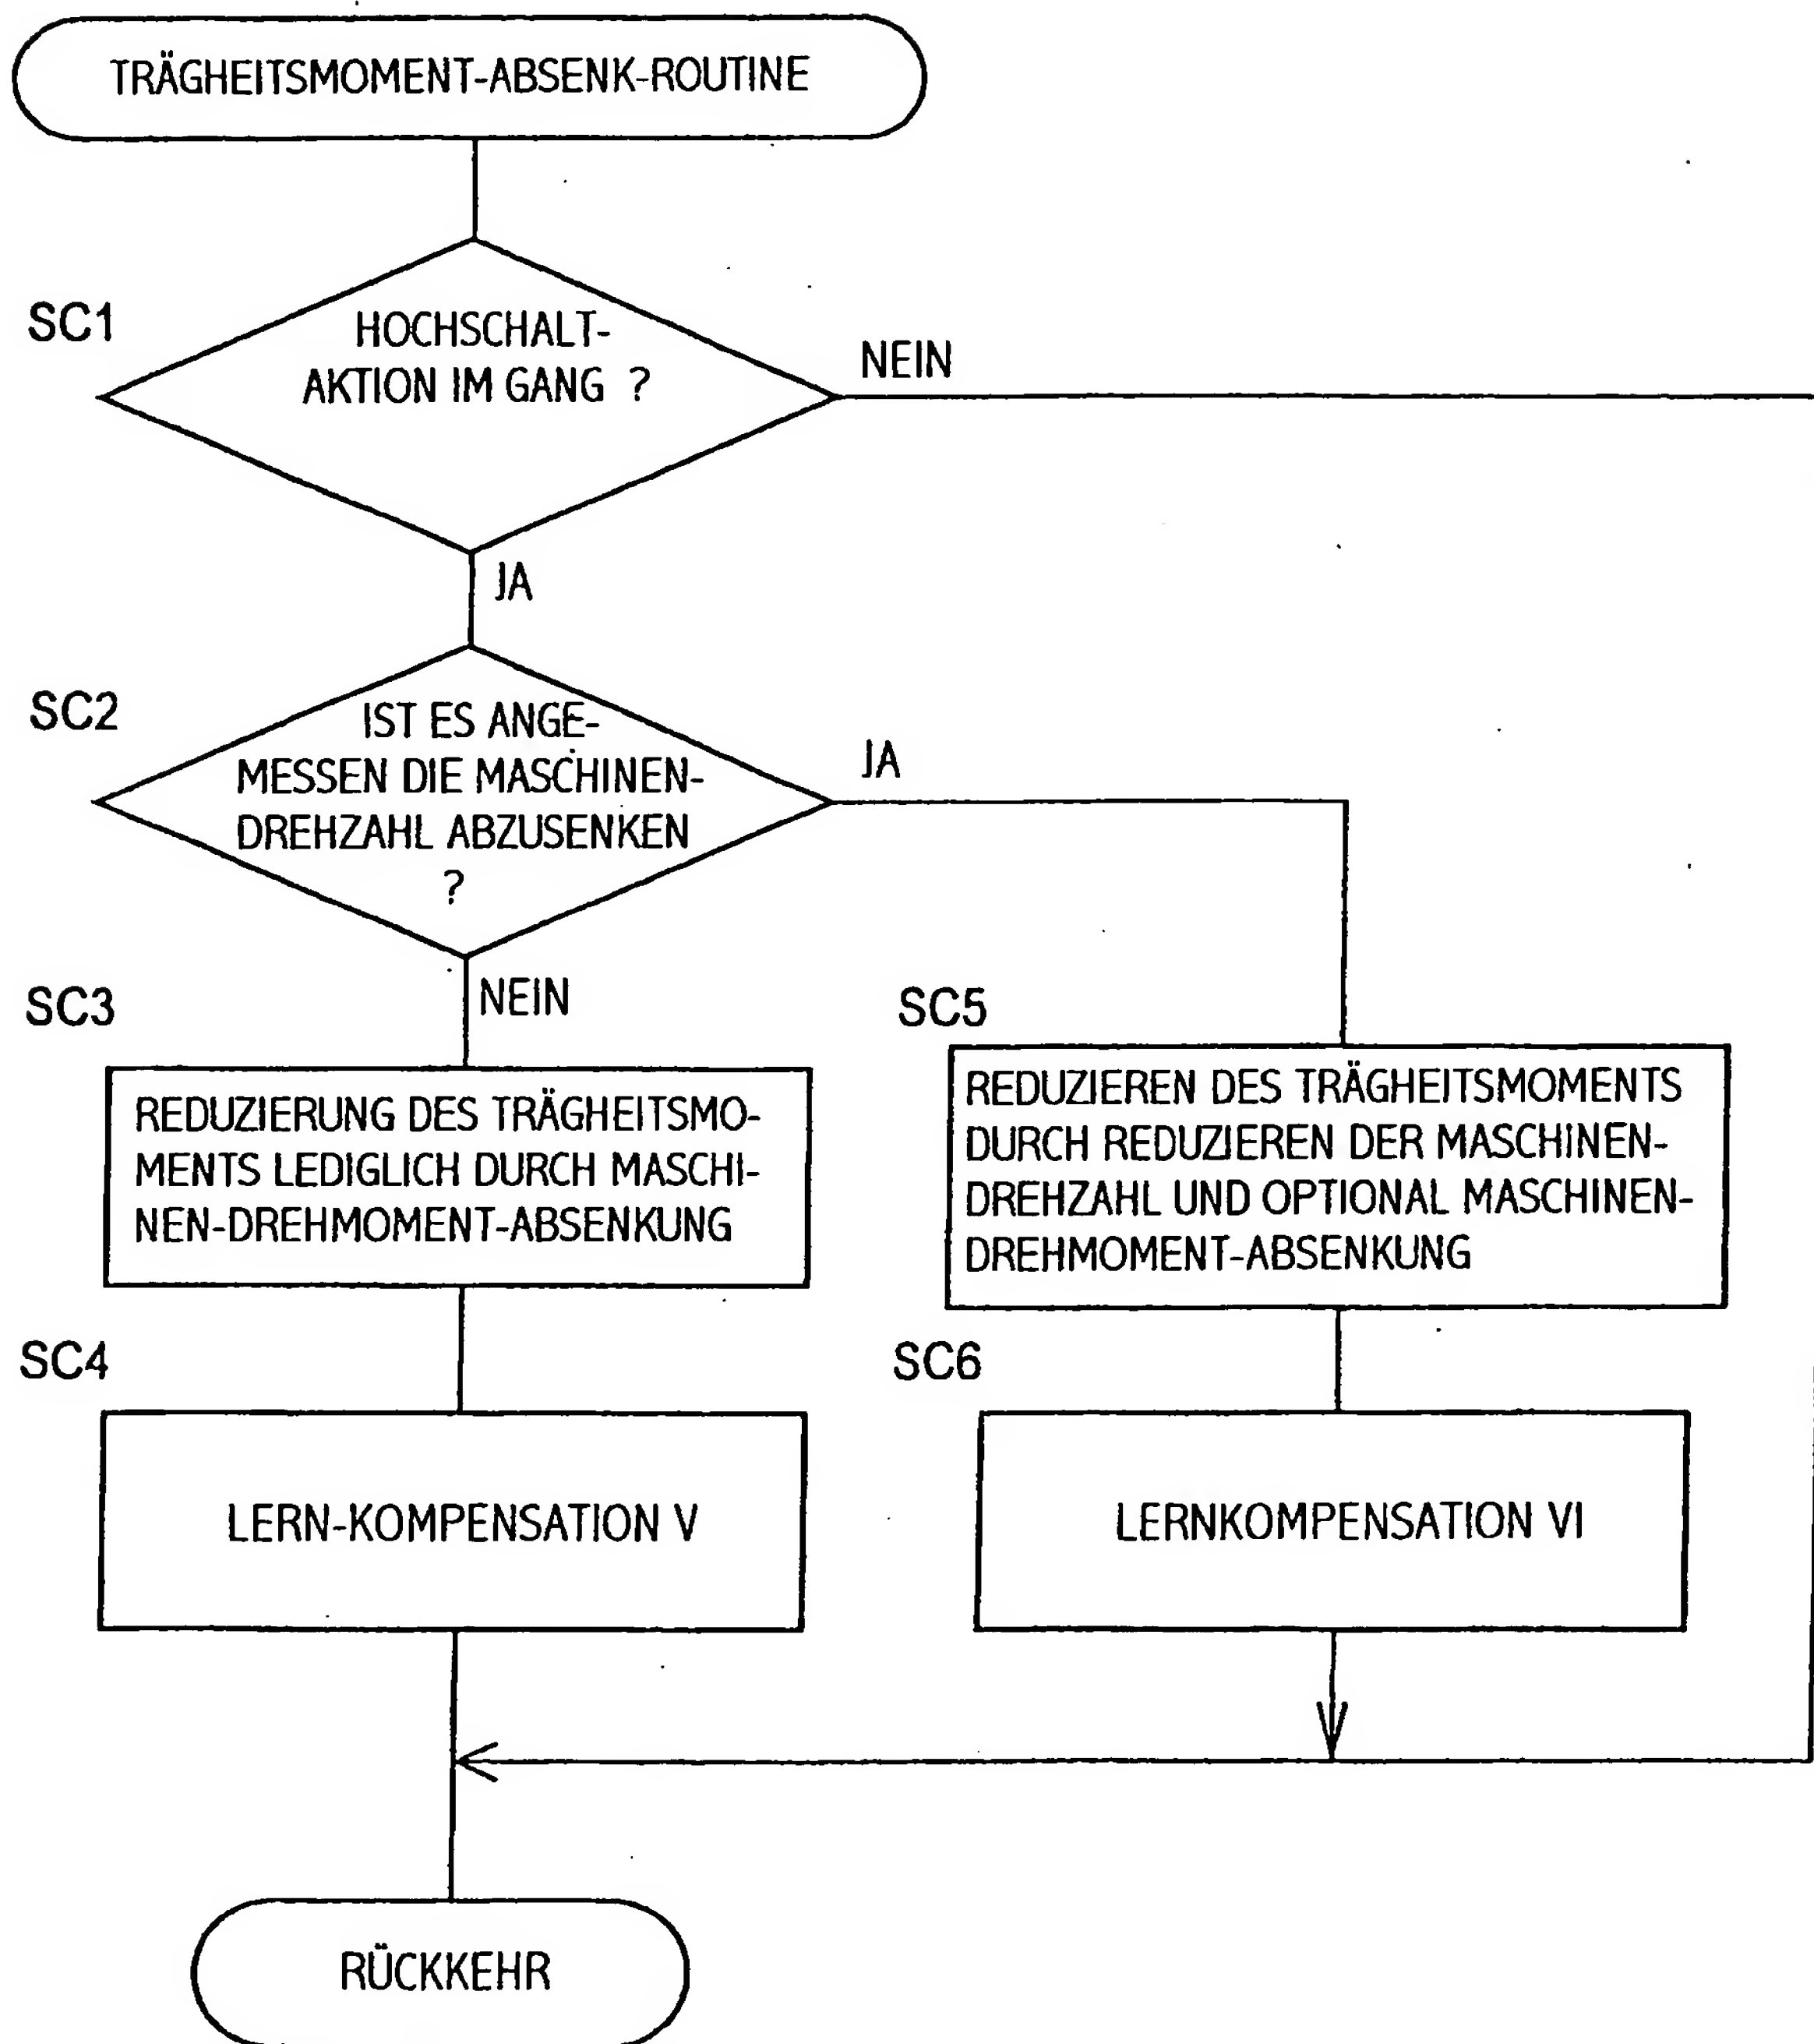 TRÄGHEITSMOMENT-ABSENK-ROUTINE
SC1
HOCHSCHALT-
AKTION IM GANG ?
NEIN
JA
SC2
IST ES ANGE-
MESSEN DIE MASCHINEN-
DREHZAHL ABZUSENKEN
?
JA
NEIN
SC3
REDUZIERUNG DES TRÄGHEITSMO-
MENTS LEDIGLICH DURCH MASCHI-
NEN-DREHMOMENT-ABSENKUNG
SC5
REDUZIEREN DES TRÄGHEITSMOMENTS
DURCH REDUZIEREN DER MASCHINEN-
DREHZAHL UND OPTIONAL MASCHINEN-
DREHMOMENT-ABSENKUNG
SC4
LERN-KOMPENSATION V
SC6
LERNKOMPENSATION VI
RÜCKKEHR